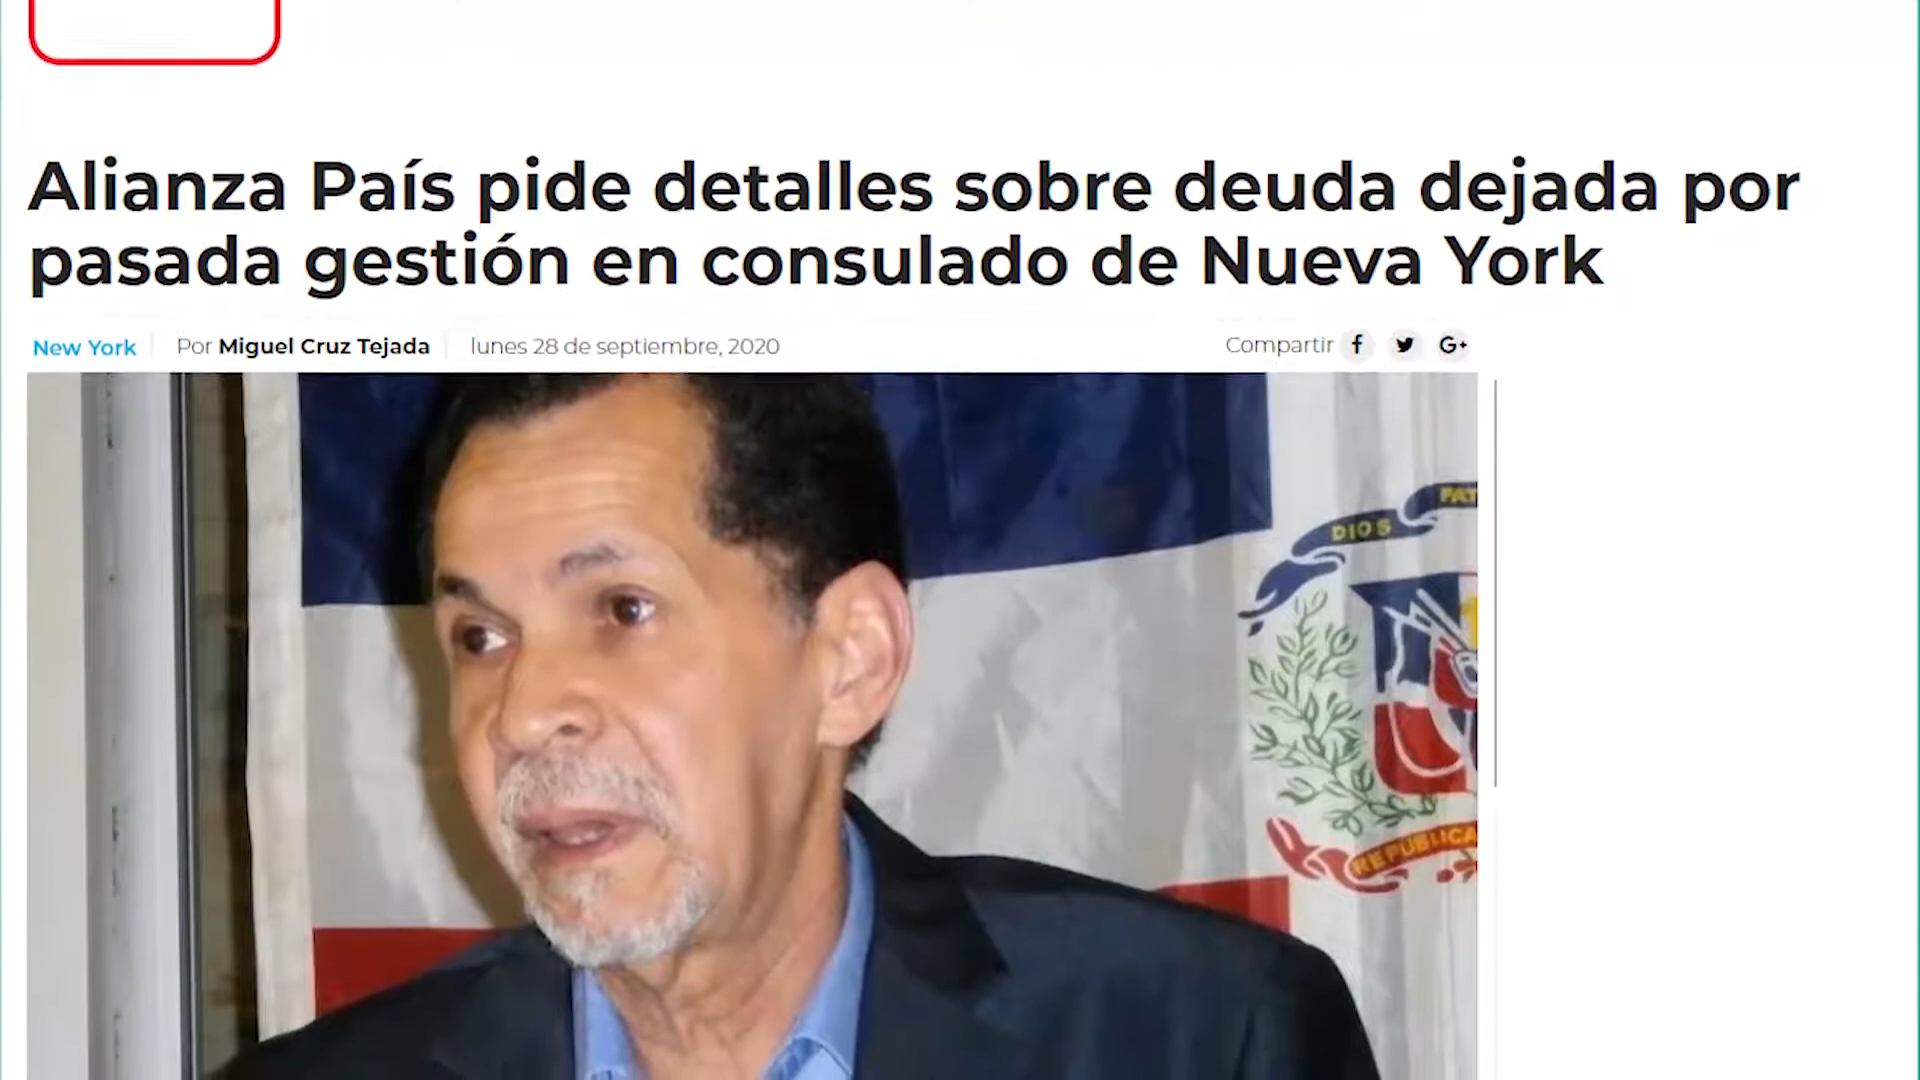 Alianza País pide detalles sobre deuda dejada por
pasada gestión en consulado de Nueva York
New York Por Miguel Cruz Tejada lunes 28 de septiembre, 2020 Compartir
DIOS
REPUBLICA